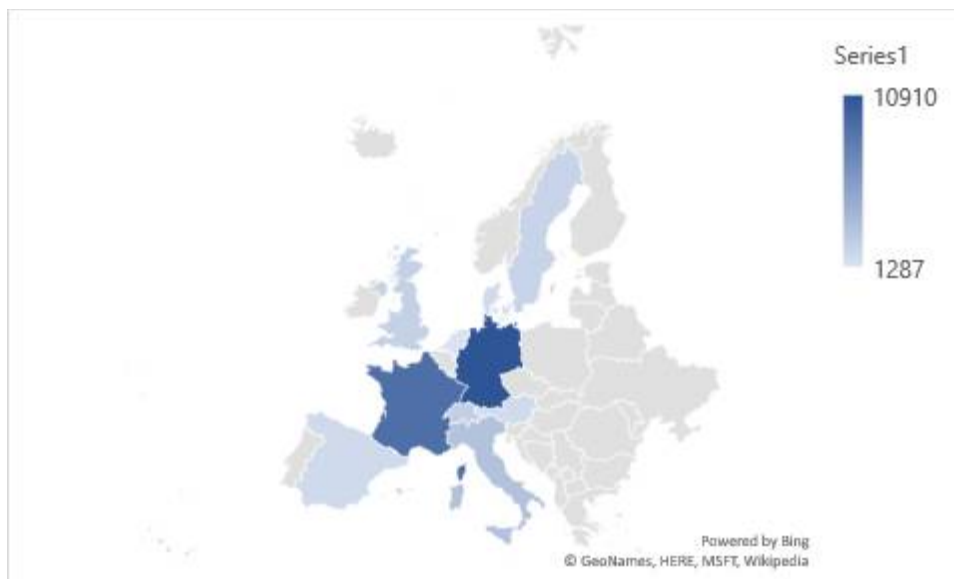 Series1
10910
1287
Powered by Bing
© GeoNames, HERE, MSFT, Wikipedia